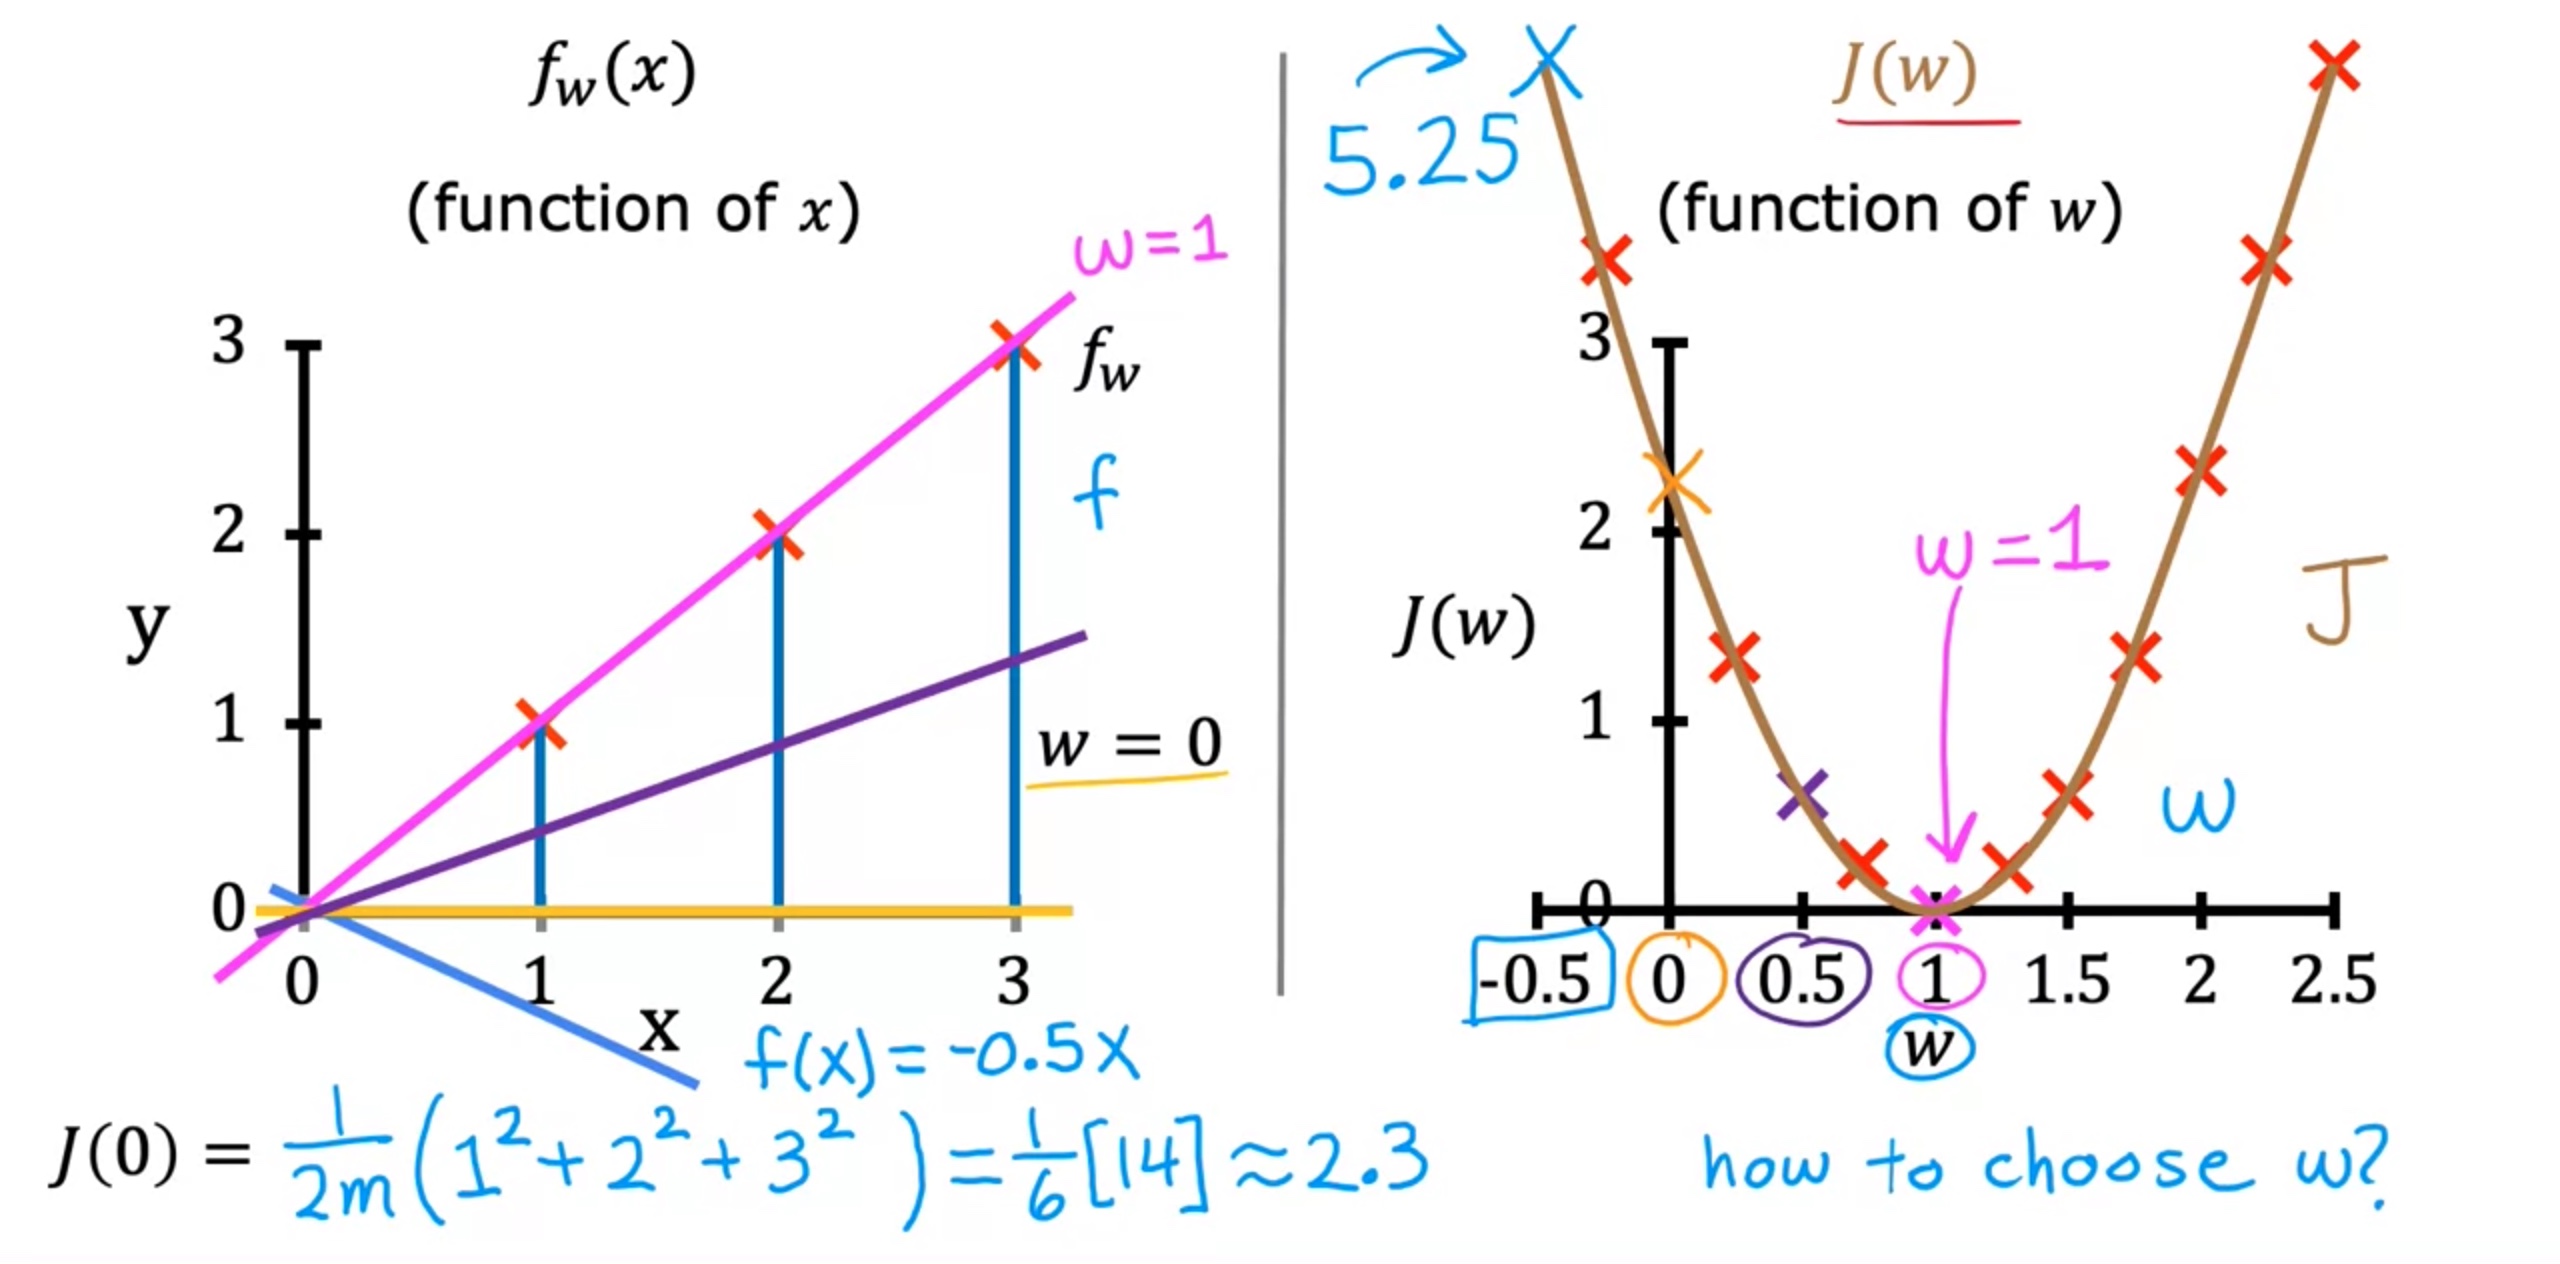 f_w(x)
(function of x)
w=1
f_w
f
3
2
1
0
y
w = 0
0 1 2 3
x
f(x) = -0.5x
J(0) = 1/2m (1² + 2² + 3²) = 1/6 [14] ≈ 2.3
5.25
J(w)
(function of w)
3
2
1
0
J(w)
w=1
J
w
-0.5 0 0.5 1 1.5 2 2.5
w
how to choose w?